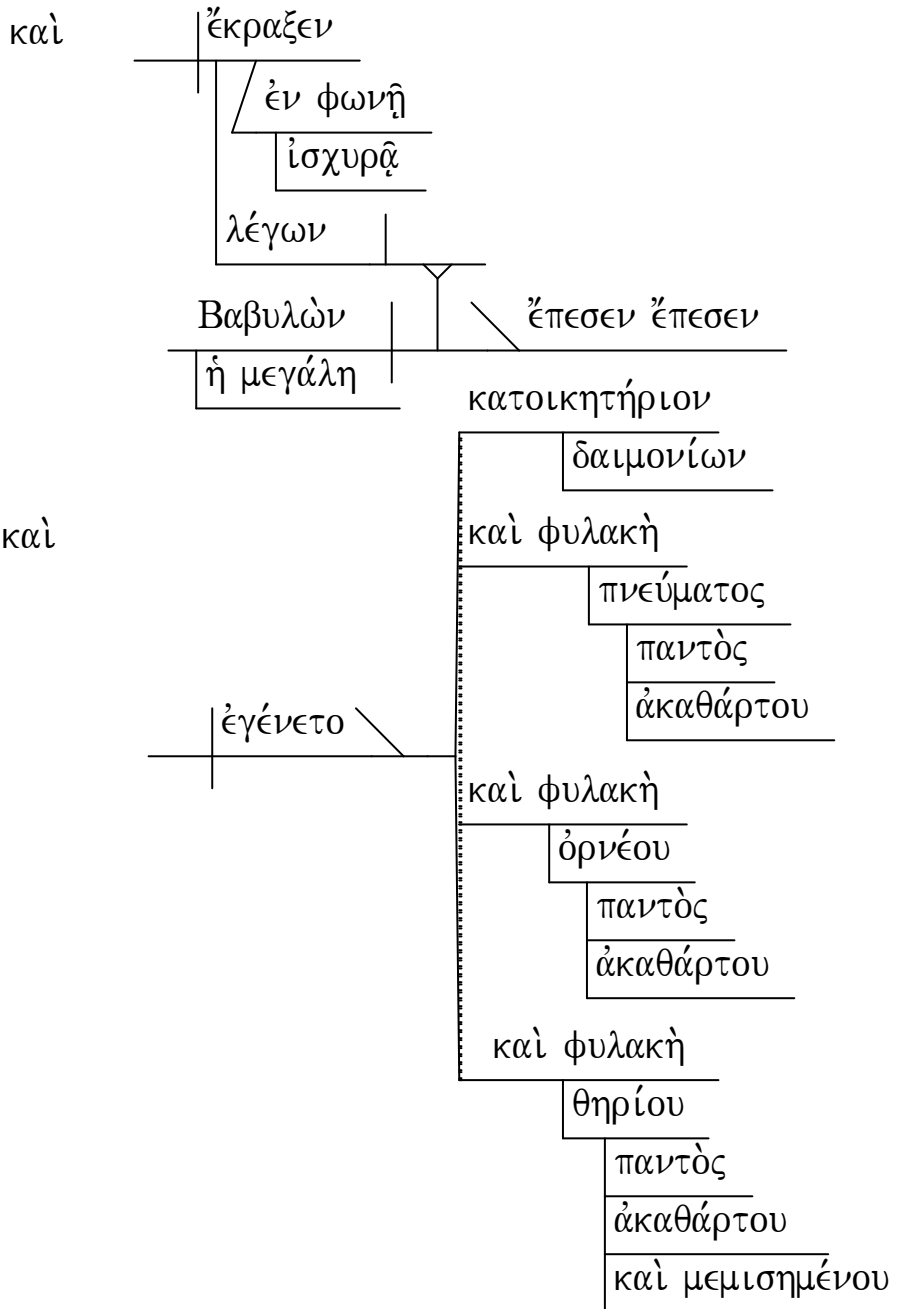 καὶ ἔκραξεν
ἐν φωνῇ
ἰσχυρᾷ
λέγων
Βαβυλὼν ἔπεσεν ἔπεσεν
ἡ μεγάλη
κατοικητήριον
δαιμονίων
καὶ
καὶ φυλακὴ
πνεύματος
παντὸς
ἀκαθάρτου
ἐγένετο
καὶ φυλακὴ
ὀρνέου
παντὸς
ἀκαθάρτου
καὶ φυλακὴ
θηρίου
παντὸς
ἀκαθάρτου
καὶ μεμισημένου